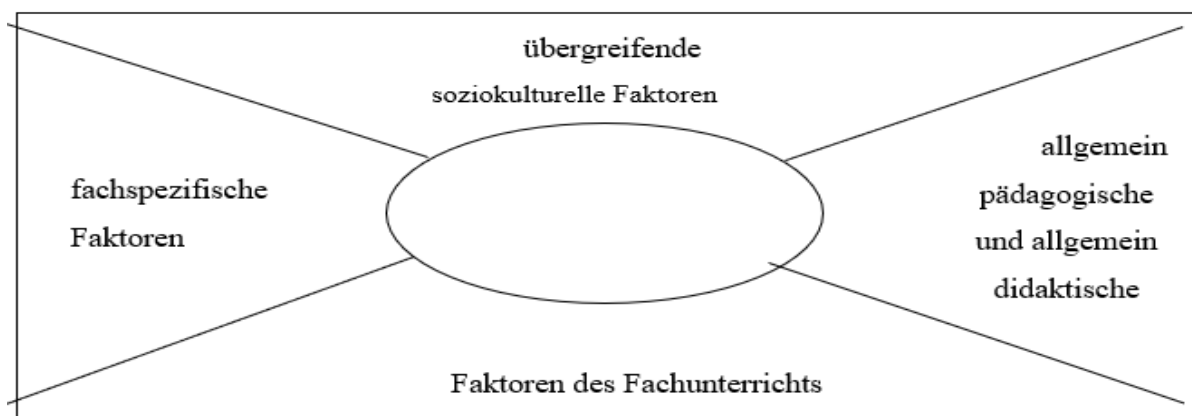 übergreifende
soziokulturelle Faktoren
fachspezifische
Faktoren
allgemein
pädagogische
und allgemein
didaktische
Faktoren des Fachunterrichts